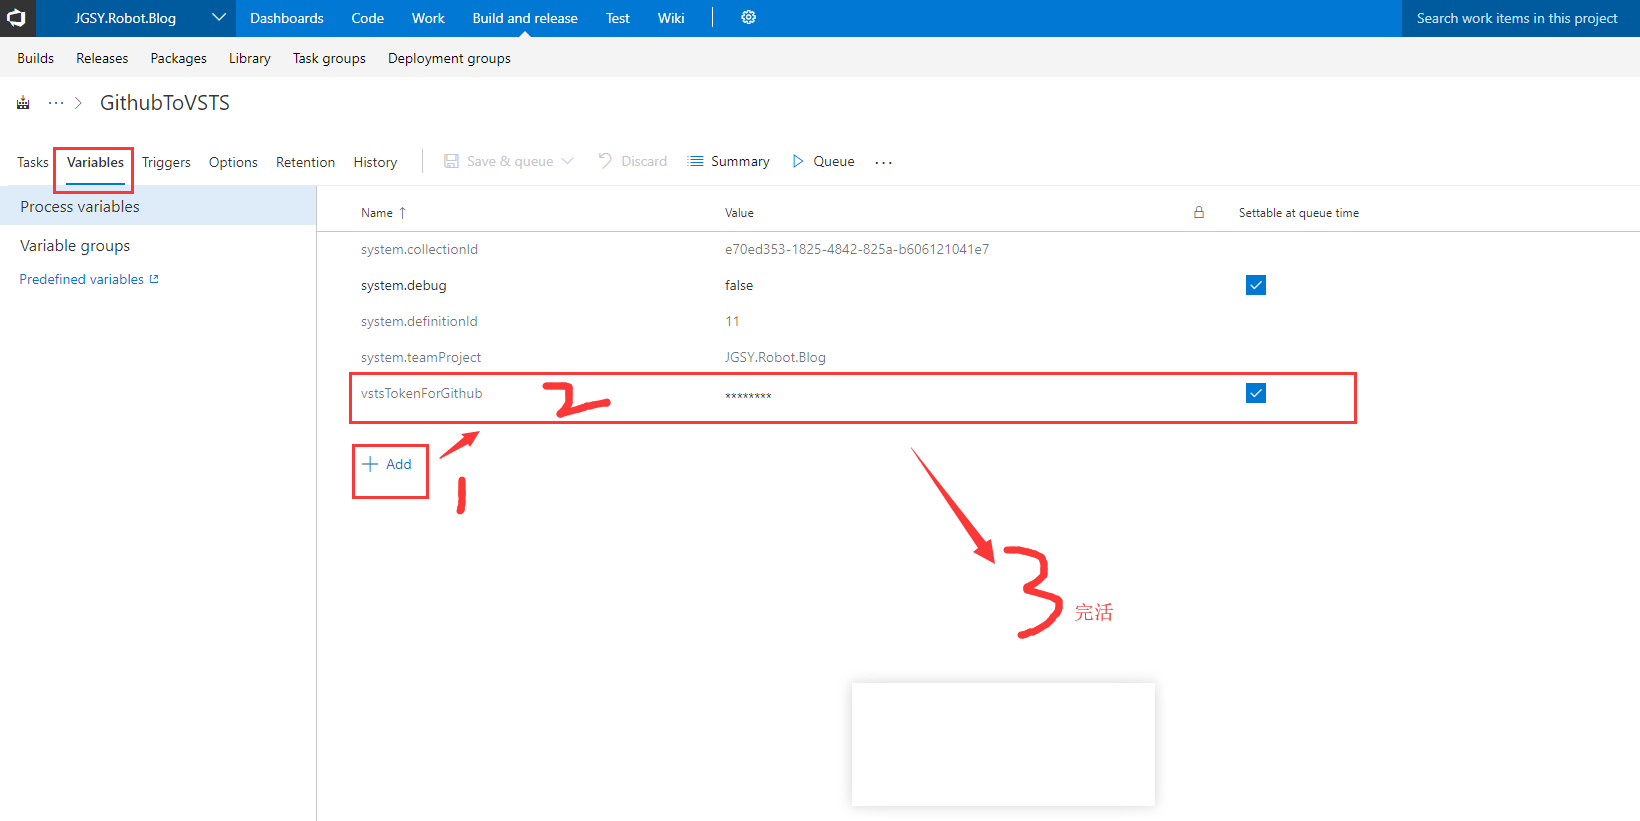 JGSY.Robot.Blog Dashboards Code Work Build and release Test Wiki Search work items in this project
Builds Releases Packages Library Task groups Deployment groups
... > GithubToVSTS
Tasks Variables Triggers Options Retention History Save & queue Discard Summary Queue ...
Process variables
Variable groups
Predefined variables
Name ↑ Value Settable at queue time
system.collectionId e70ed353-1825-4842-825a-b606121041e7
system.debug false
system.definitionId 11
system.teamProject JGSY.Robot.Blog
vstsTokenForGithub 2 ********
+ Add
1
3 完活